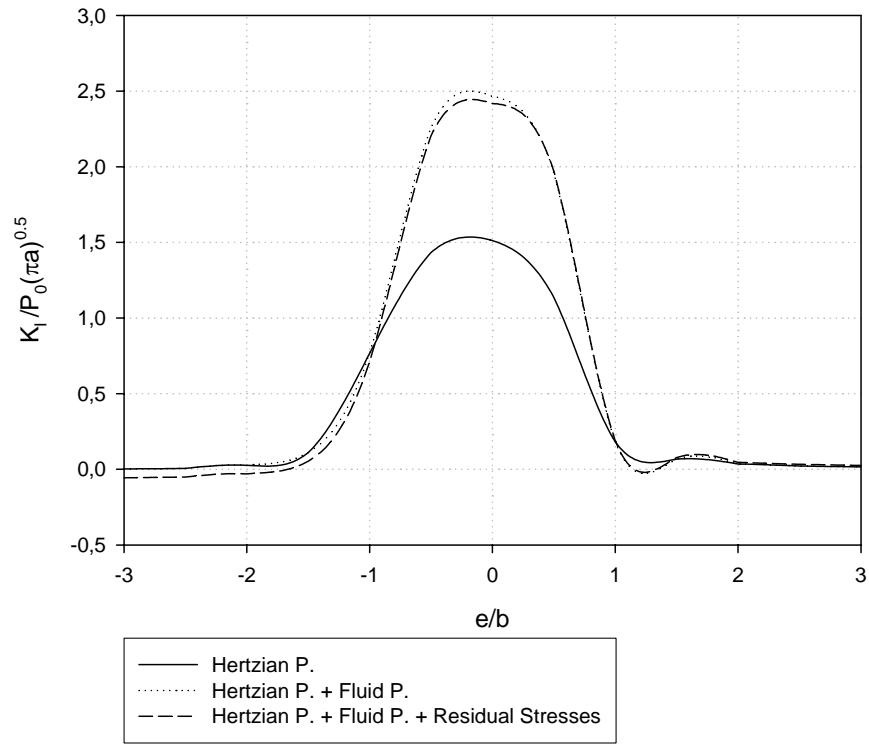 3,0
2,5
2,0
1,5
1,0
0,5
0,0
-0,5
K_I/P_0(πa)^0.5
-3 -2 -1 0 1 2 3
e/b
Hertzian P.
Hertzian P. + Fluid P.
Hertzian P. + Fluid P. + Residual Stresses